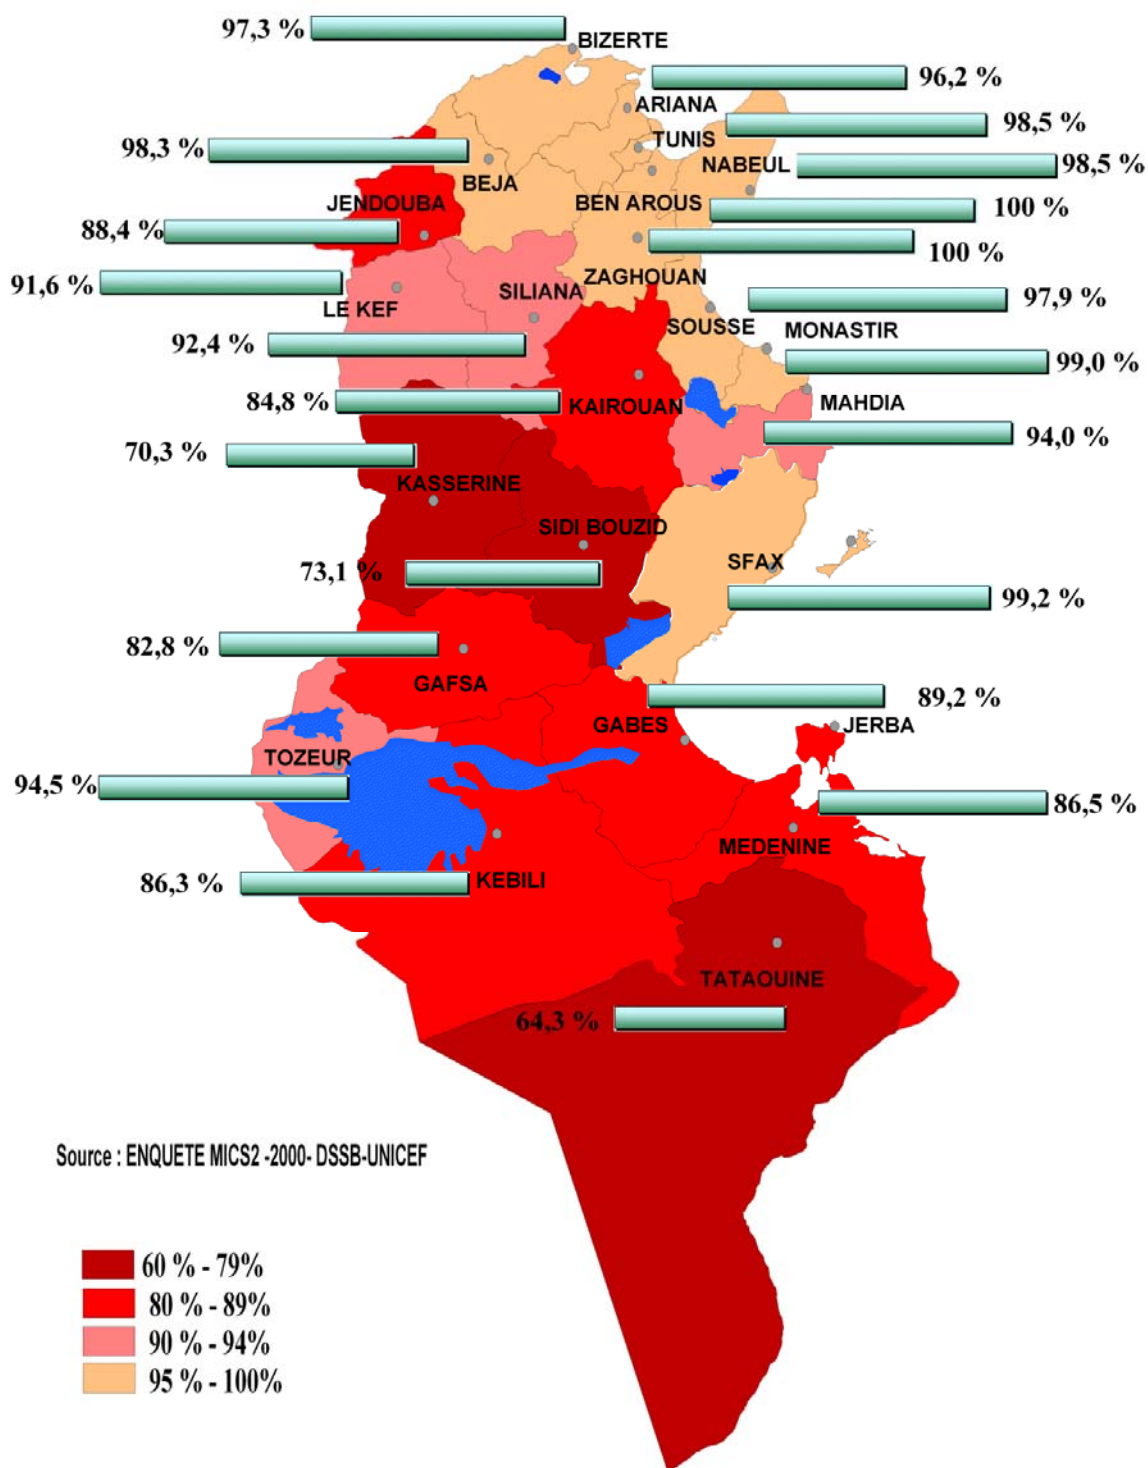 97,3 %
BIZERTE
96,2 %
ARIANA
98,5 %
TUNIS
98,3 %
NABEUL
98,5 %
BEJA
JENDOUBA
BEN AROUS
100 %
88,4 %
100 %
ZAGHOUAN
91,6 %
LE KEF
SILIANA
97,9 %
SOUSSE
MONASTIR
92,4 %
99,0 %
84,8 %
KAIROUAN
MAHDIA
94,0 %
70,3 %
KASSERINE
SIDI BOUZID
SFAX
73,1 %
99,2 %
82,8 %
GAFSA
89,2 %
GABES
JERBA
TOZEUR
94,5 %
86,5 %
MEDENINE
86,3 %
KEBILI
TATAOUINE
64,3 %
Source : ENQUETE MICS2 -2000- DSSB-UNICEF
60 % - 79%
80 % - 89%
90 % - 94%
95 % - 100%